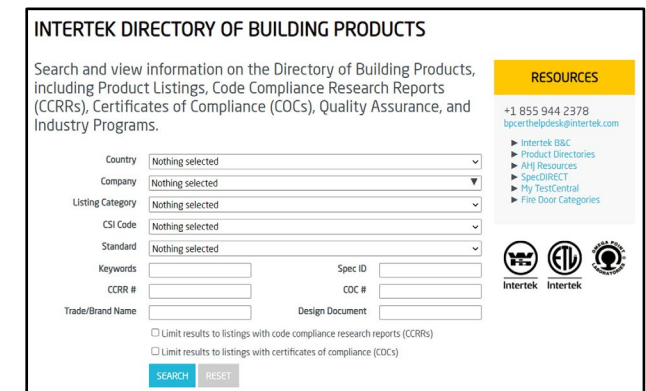 INTERTEK DIRECTORY OF BUILDING PRODUCTS
Search and view information on the Directory of Building Products,
including Product Listings, Code Compliance Research Reports
(CCRRs), Certificates of Compliance (COCs), Quality Assurance, and
Industry Programs.
Country Nothing selected
Company Nothing selected
Listing Category Nothing selected
CSI Code Nothing selected
Standard Nothing selected
Keywords Spec ID
CCRR # COC #
Trade/Brand Name Design Document
Limit results to listings with code compliance research reports (CCRRs)
Limit results to listings with certificates of compliance (COCs)
SEARCH RESET
RESOURCES
+1 855 944 2378
bpcerthelpdesk@intertek.com
► Intertek B&C
► Product Directories
► AHJ Resources
► SpecDIRECT
► My TestCentral
► Fire Door Categories
WH ETL OMEGA POINT LABORATORIES
Intertek Intertek